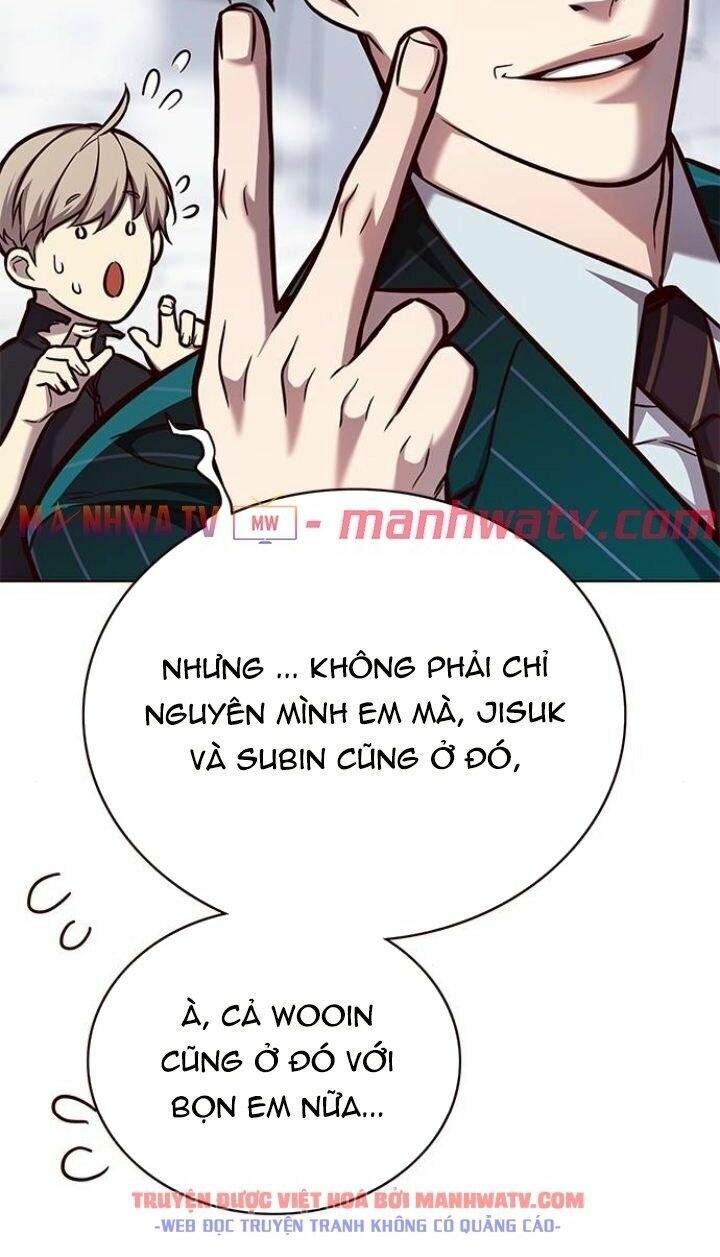 MANHWA TV MW - manhwatv.com
NHƯNG ... KHÔNG PHẢI CHỈ
NGUYÊN MÌNH EM MÀ, JISUK
VÀ SUBIN CŨNG Ở ĐÓ,
À, CẢ WOOIN
CŨNG Ở ĐÓ VỚI
BỌN EM NỮA...
TRUYỆN ĐƯỢC VIỆT HOÁ BỞI MANHWATV.COM
-WEB ĐỌC TRUYỆN TRANH KHÔNG CÓ QUẢNG CÁO-